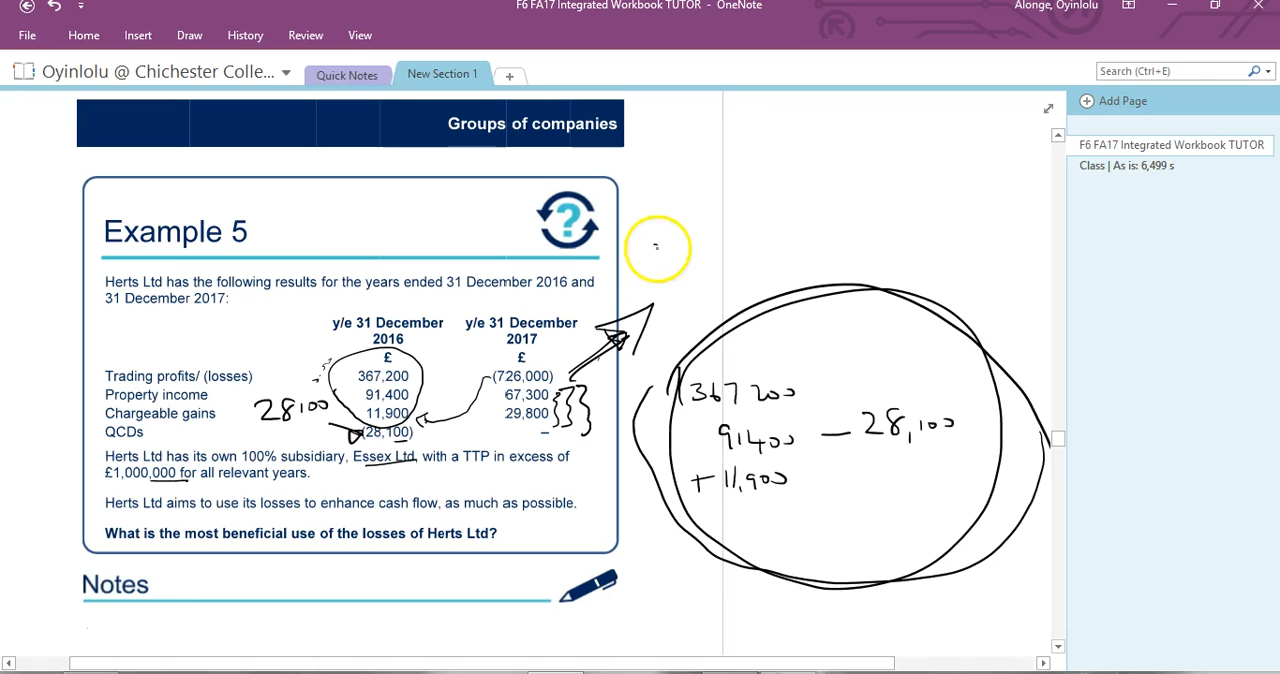 F6 FA17 Integrated Workbook TUTOR - OneNote
Alonge, Oyinlolu
File Home Insert Draw History Review View
Oyinlolu @ Chichester Colle... Quick Notes New Section 1 +
Search (Ctrl+E)
Add Page
F6 FA17 Integrated Workbook TUTOR
Class | As is: 6,499 s
Groups of companies
Example 5
?
Herts Ltd has the following results for the years ended 31 December 2016 and
31 December 2017:
y/e 31 December y/e 31 December
2016 2017
£ £
Trading profits/ (losses) 367,200 (726,000)
Property income 91,400 67,300
Chargeable gains 11,900 29,800
28,100
QCDs (28,100) –
Herts Ltd has its own 100% subsidiary, Essex Ltd, with a TTP in excess of
£1,000,000 for all relevant years.
Herts Ltd aims to use its losses to enhance cash flow, as much as possible.
What is the most beneficial use of the losses of Herts Ltd?
Notes
367200
91400 — 28,100
+11,900